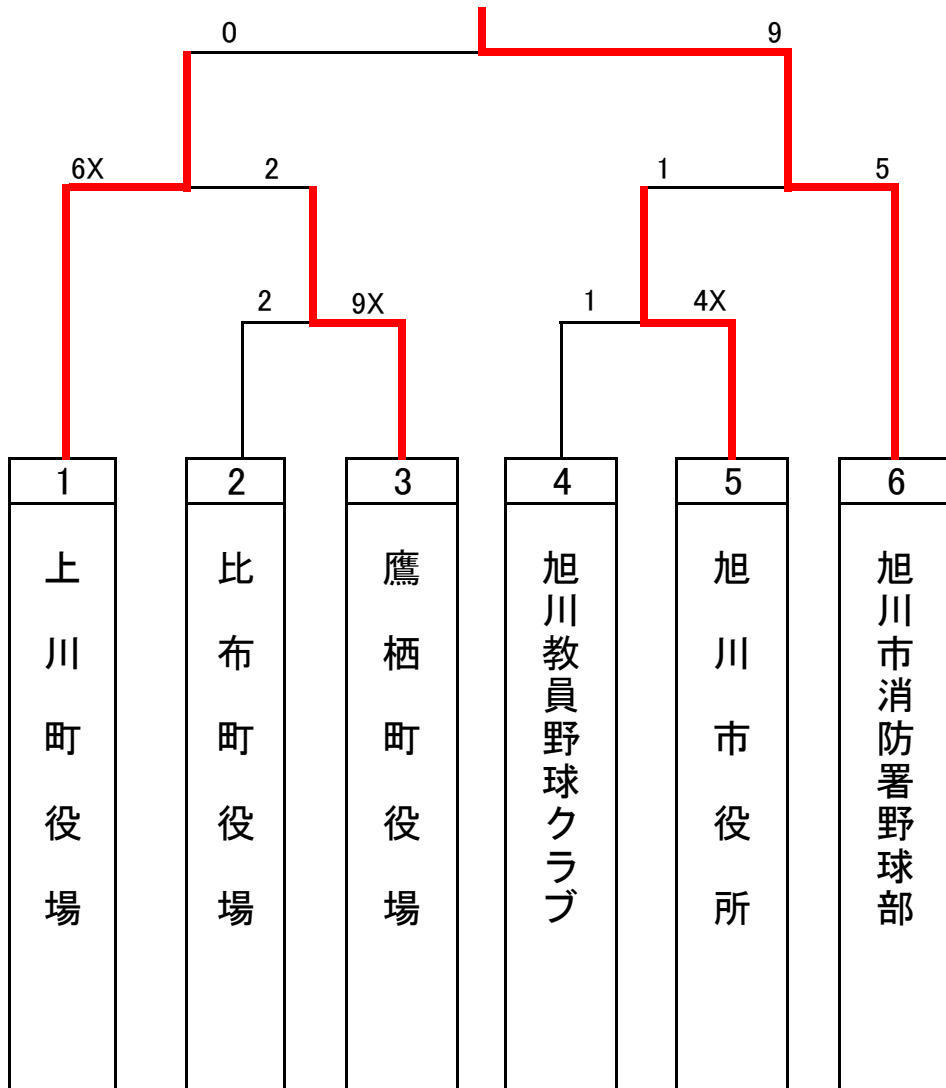 0 9
6X 2 1 5
2 9X 1 4X
1 2 3 4 5 6
上川町役場
比布町役場
鷹栖町役場
旭川教員野球クラブ
旭川市役所
旭川市消防署野球部